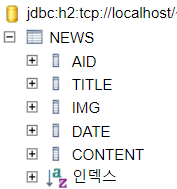 jdbc:h2:tcp://localhost/
NEWS
AID
TITLE
IMG
DATE
CONTENT
인덱스